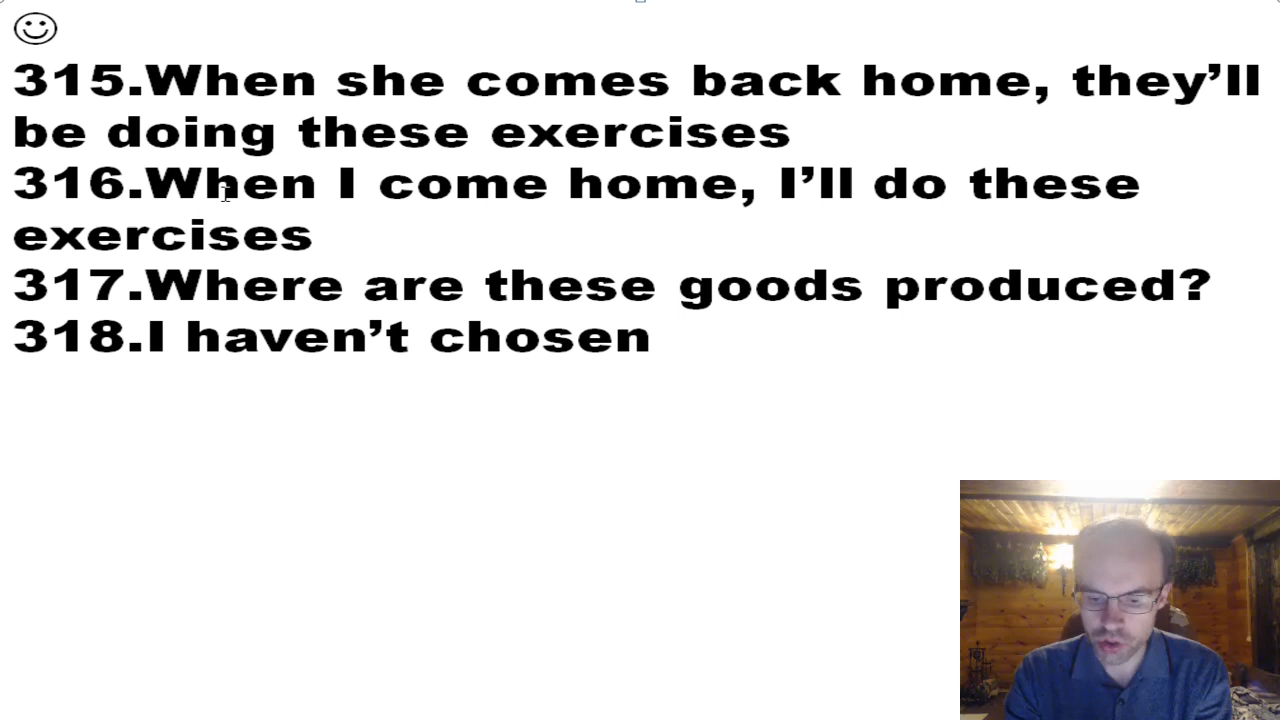 315.When she comes back home, they’ll
be doing these exercises
316.When I come home, I’ll do these
exercises
317.Where are these goods produced?
318.I haven’t chosen